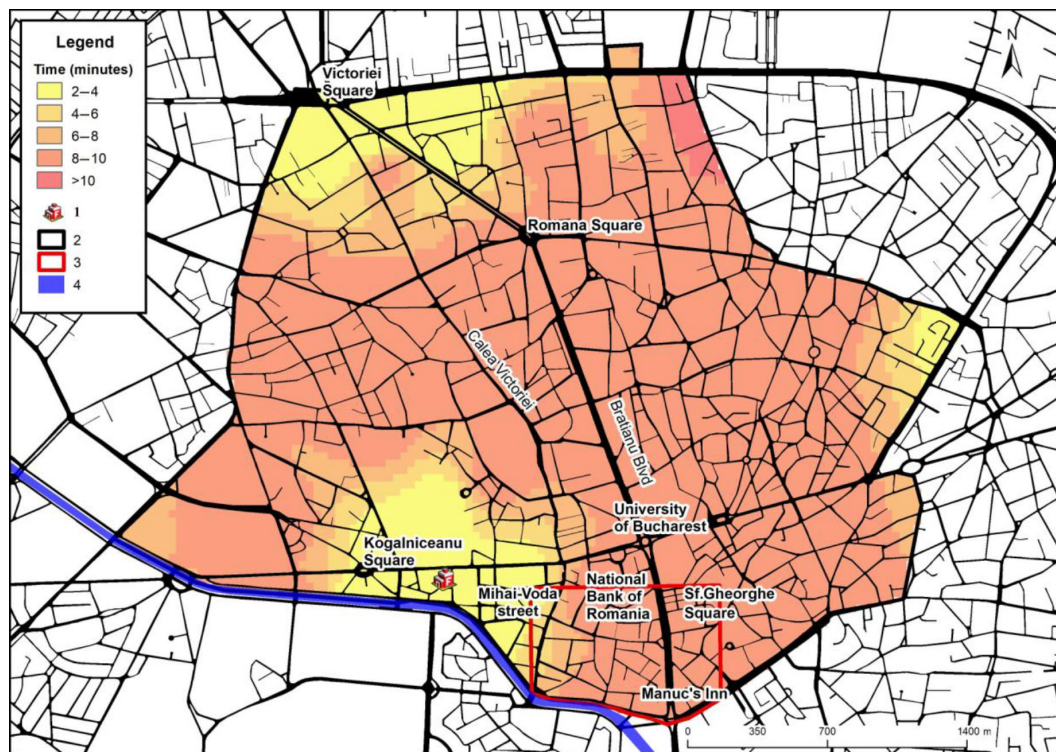 Legend
Time (minutes)
2—4
4—6
6—8
8—10
>10
1
2
3
4
N
Victoriei
Square
Romana Square
Calea Victoriei
Bratianu Blvd
University
of Bucharest
Kogalniceanu
Square
F
Mihai-Voda
street
National
Bank of
Romania
Sf.Gheorghe
Square
Manuc's Inn
0 350 700 1400 m